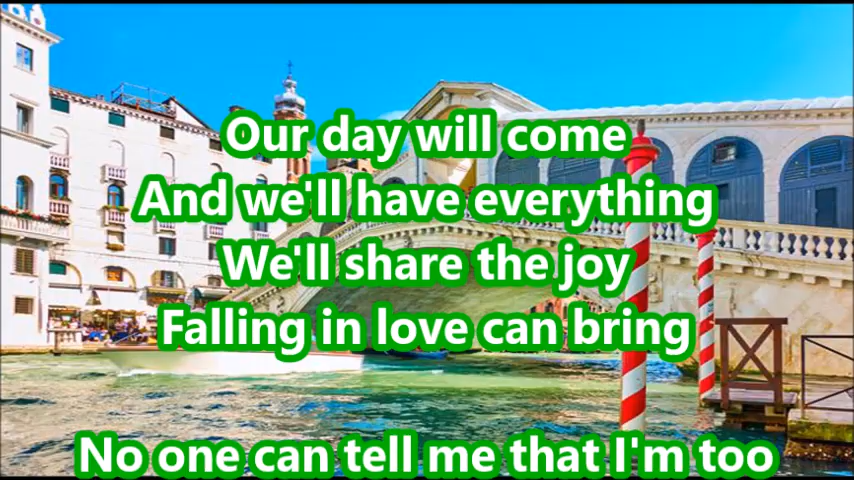 Our day will come
And we'll have everything
We'll share the joy
Falling in love can bring
No one can tell me that I'm too